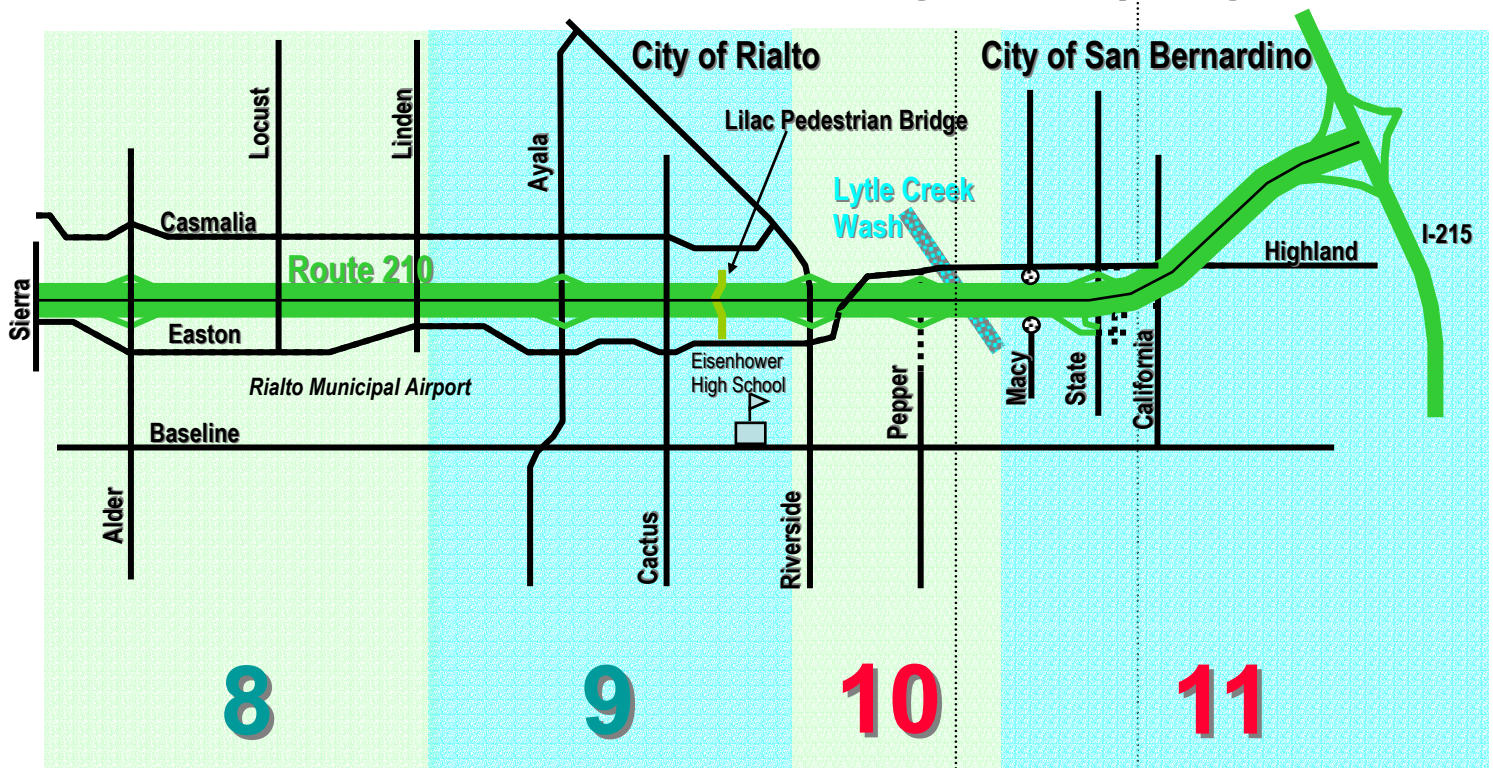 City of Rialto
City of San Bernardino
Lilac Pedestrian Bridge
Locust
Linden
Ayala
Lytle Creek
Wash
Casmalia
I-215
Highland
Route 210
Sierra
Easton
Eisenhower
High School
Rialto Municipal Airport
Macy
State
California
Pepper
Baseline
Alder
Cactus
Riverside
8
9
10
11